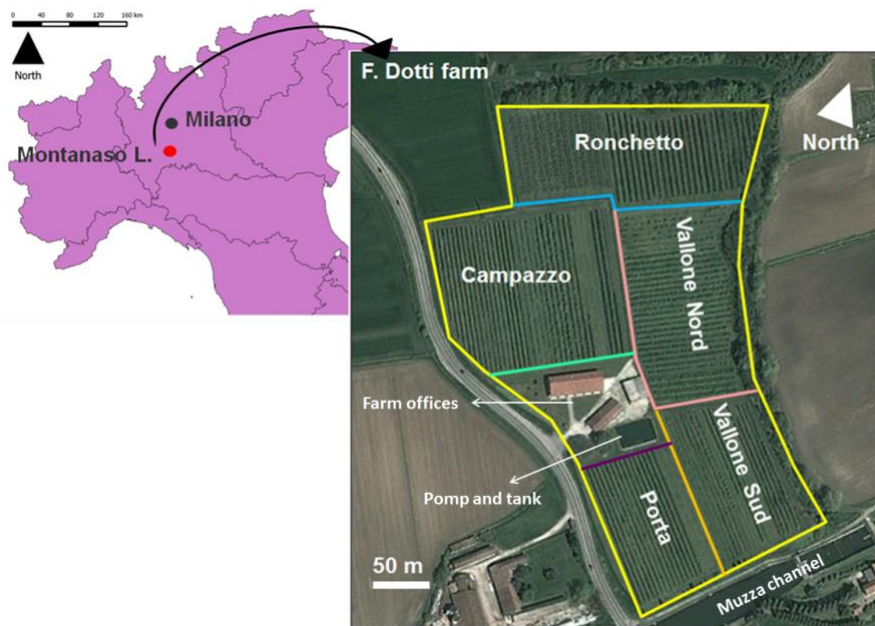 0 40 80 120 160 km
North
Milano
Montanaso L.
F. Dotti farm
North
Ronchetto
Campazzo
Vallone Nord
Farm offices
Vallone Sud
Pomp and tank
Porta
50 m
Muzza channel